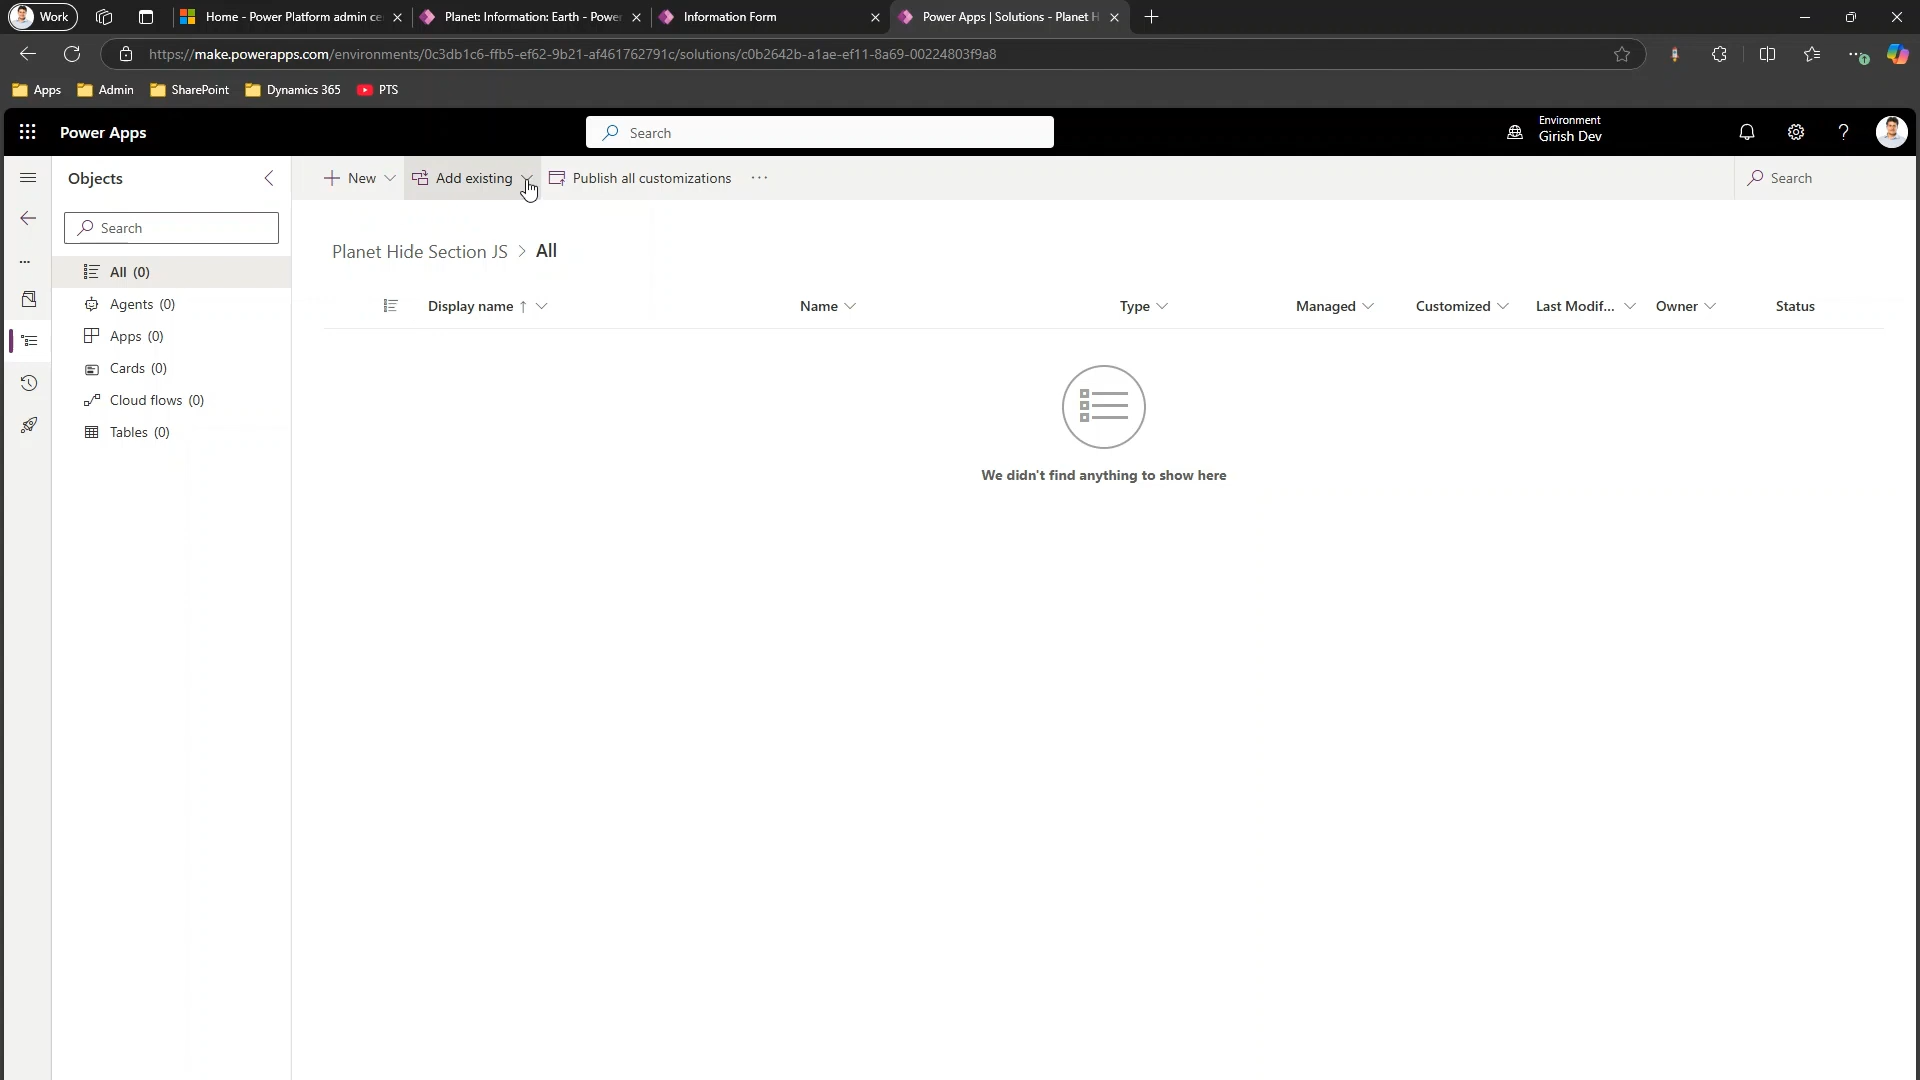 Work
Home - Power Platform admin ce
Planet: Information: Earth - Power
Information Form
Power Apps | Solutions - Planet H
https://make.powerapps.com/environments/0c3db1c6-ffb5-ef62-9b21-af461762791c/solutions/c0b2642b-a1ae-ef11-8a69-00224803f9a8
Apps
Admin
SharePoint
Dynamics 365
PTS
Power Apps
Search
Environment
Girish Dev
Objects
Search
All (0)
Agents (0)
Apps (0)
Cards (0)
Cloud flows (0)
Tables (0)
New
Add existing
Publish all customizations
...
Search
Planet Hide Section JS > All
Display name ↑
Name
Type
Managed
Customized
Last Modif...
Owner
Status
We didn't find anything to show here